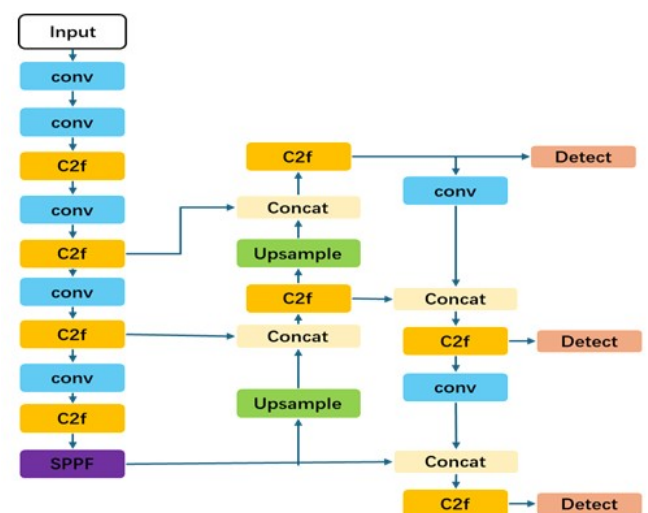 Input
conv
conv
C2f
conv
C2f
conv
C2f
conv
C2f
SPPF
C2f
Concat
Upsample
C2f
Concat
Upsample
conv
Concat
C2f
conv
Concat
C2f
Detect
Detect
Detect